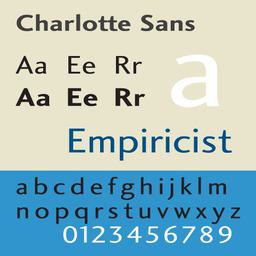 Charlotte Sans
Aa Ee Rr
Aa Ee Rr
a
Empiricist
abcdefghijklm
nopqrstuvwxyz
0123456789